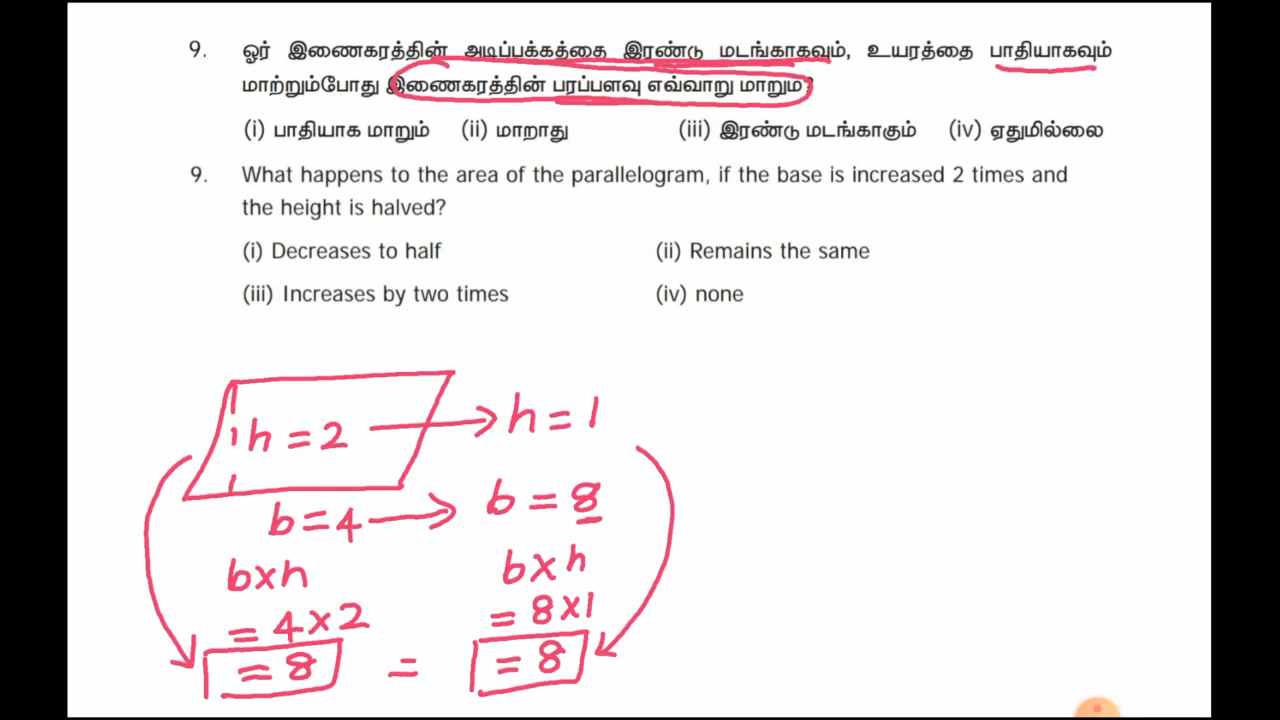 9. ஓர் இணைகரத்தின் அடிப்பக்கத்தை இரண்டு மடங்காகவும், உயரத்தை பாதியாகவும்
மாற்றும்போது இணைகரத்தின் பரப்பளவு எவ்வாறு மாறும்?
(i) பாதியாக மாறும் (ii) மாறாது (iii) இரண்டு மடங்காகும் (iv) ஏதுமில்லை
9. What happens to the area of the parallelogram, if the base is increased 2 times and
the height is halved?
(i) Decreases to half (ii) Remains the same
(iii) Increases by two times (iv) none
h = 2 → h = 1
b = 4 → b = 8
b x h b x h
= 4 x 2 = 8 x 1
= 8 = = 8